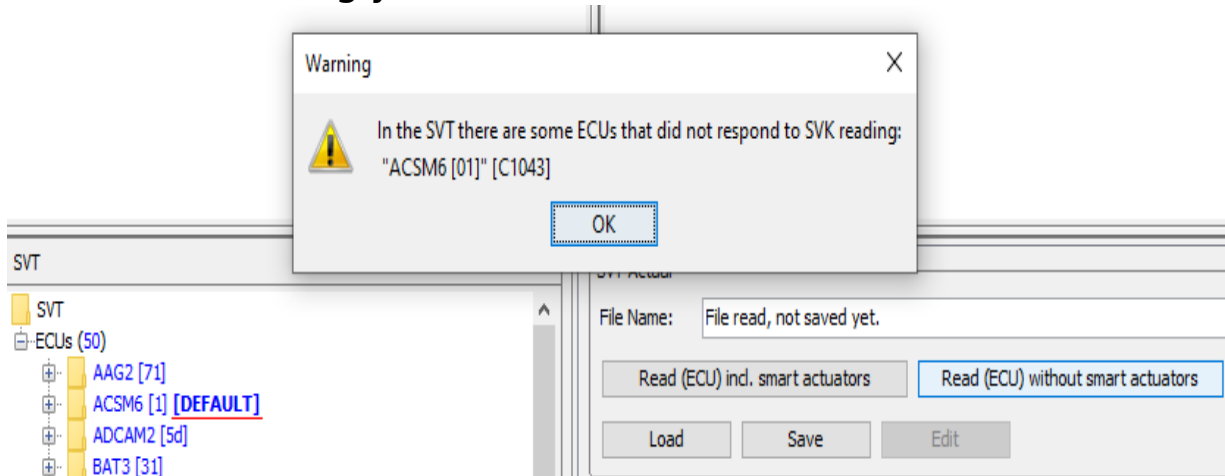 Warning
In the SVT there are some ECUs that did not respond to SVK reading:
"ACSM6 [01]" [C1043]
OK
SVT
SVT
ECUs (50)
AAG2 [71]
ACSM6 [1] [DEFAULT]
ADCAM2 [5d]
BAT3 [31]
SVT Actual
File Name: File read, not saved yet.
Read (ECU) incl. smart actuators Read (ECU) without smart actuators
Load Save Edit